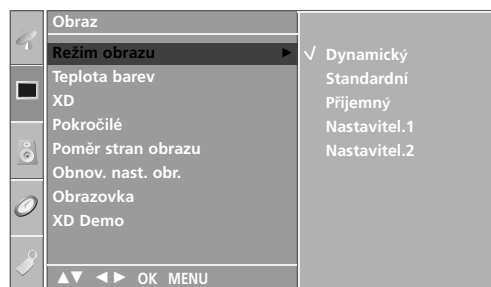 Obraz
Režim obrazu ►
Teplota barev
XD
Pokročilé
Poměr stran obrazu
Obnov. nast. obr.
Obrazovka
XD Demo
▲▼ ◄► OK MENU
√ Dynamický
Standardní
Přijemný
Nastavitel.1
Nastavitel.2